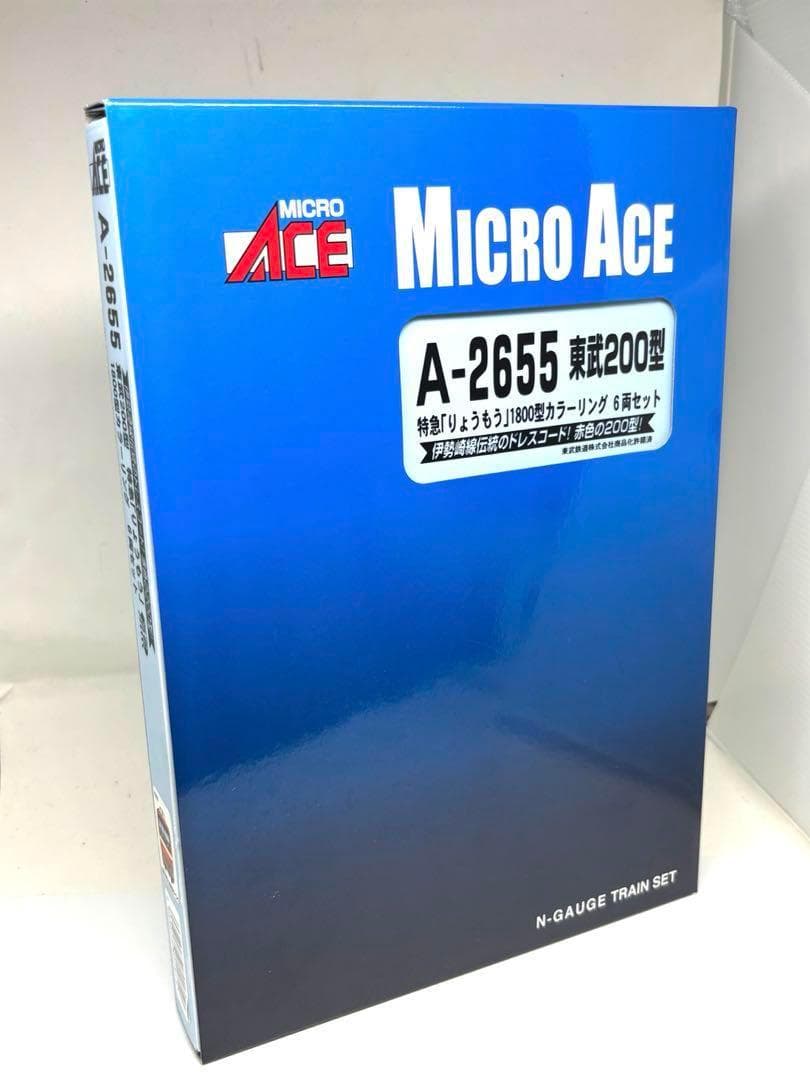 MICRO
ACE
MICRO ACE
A-2655 東武200型
特急「りょうもう」1800型カラーリング 6両セット
伊勢崎線伝統のドレスコード! 赤色の200型!
東武鉄道株式会社商品化許諾済
N-GAUGE TRAIN SET
ACE
A-2655